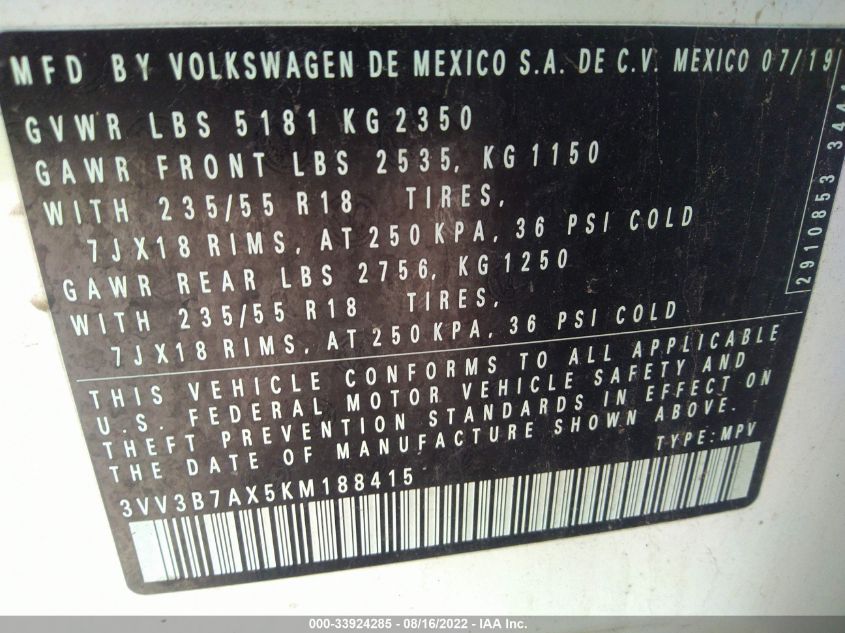 MFD BY VOLKSWAGEN DE MEXICO S.A. DE C.V. MEXICO 07/19
GVWR LBS 5181 KG 2350
GAWR FRONT LBS 2535, KG 1150
WITH 235/55 R18 TIRES,
7JX18 RIMS, AT 250 KPA, 36 PSI COLD
GAWR REAR LBS 2756, KG 1250
WITH 235/55 R18 TIRES,
7JX18 RIMS, AT 250 KPA, 36 PSI COLD
THIS VEHICLE CONFORMS TO ALL APPLICABLE
U.S. FEDERAL MOTOR VEHICLE SAFETY AND
THEFT PREVENTION STANDARDS IN EFFECT ON
THE DATE OF MANUFACTURE SHOWN ABOVE.
TYPE: MPV
3VV3B7AX5KM188415
2910853
000-33924285 - 08/16/2022 - IAA Inc.